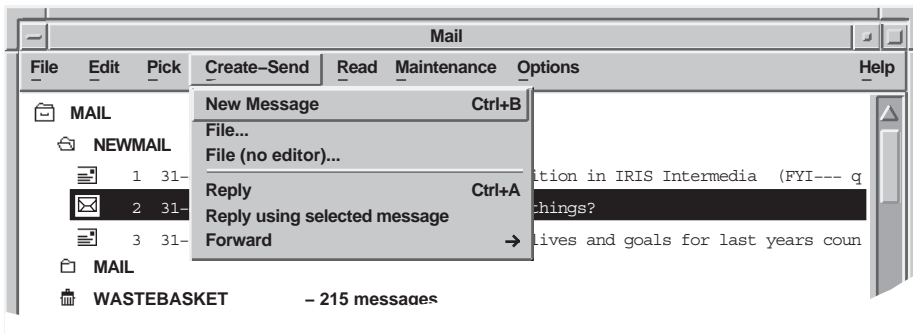 Mail
File Edit Pick Create–Send Read Maintenance Options Help
MAIL
New Message Ctrl+B
File...
NEWMAIL
File (no editor)...
1 31- ition in IRIS Intermedia (FYI--- q
Reply Ctrl+A
2 31- things?
Reply using selected message
3 31- lives and goals for last years coun
Forward →
MAIL
WASTEBASKET – 215 messages